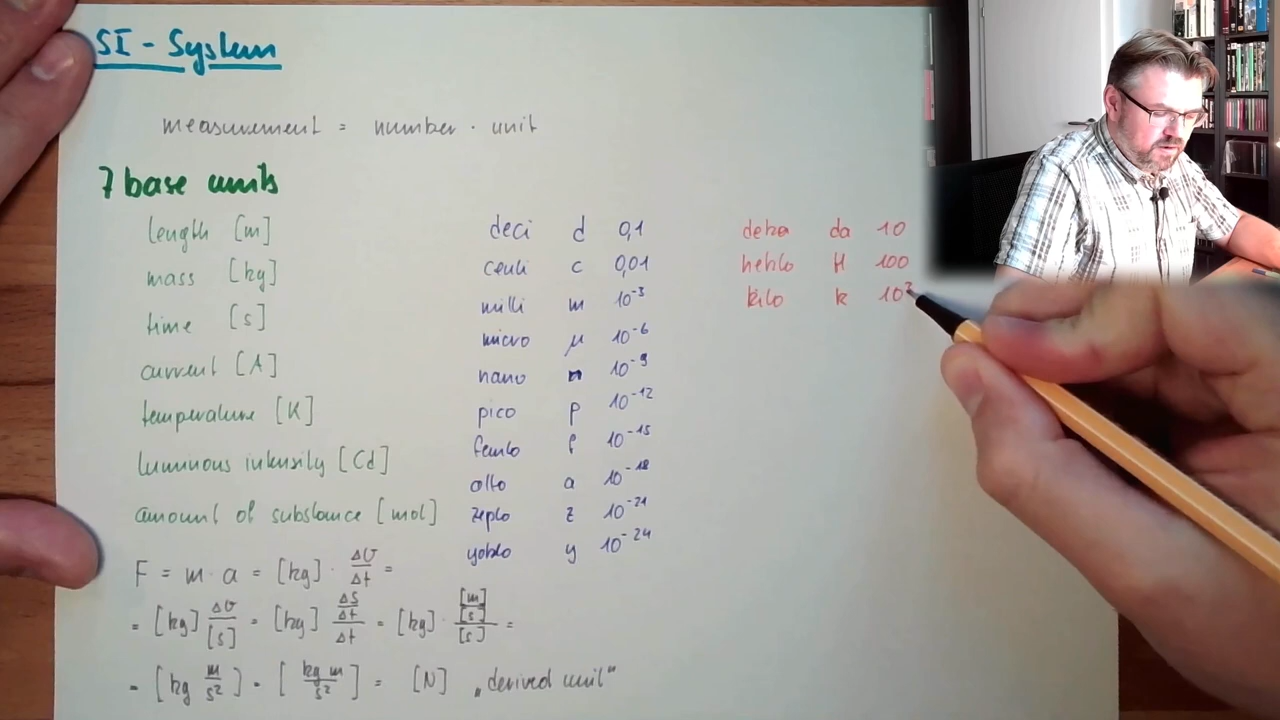 SI - System
measurement = number · unit
7 base units
length [m]
mass [kg]
time [s]
current [A]
temperature [K]
luminous intensity [Cd]
amount of substance [mol]
deci d 0,1
centi c 0,01
milli m 10⁻³
micro μ 10⁻⁶
nano n 10⁻⁹
pico p 10⁻¹²
femto f 10⁻¹⁵
atto a 10⁻¹⁸
zepto z 10⁻²¹
yokto y 10⁻²⁴
deka da 10
hekto H 100
kilo k 10³
F = m · a = [kg] · Δv/Δt =
= [kg] Δv/[s] = [kg] (Δs/Δt)/Δt = [kg] · ([m]/[s])/[s] =
= [kg m/s²] = [kg m/s²] = [N] „derived unit“